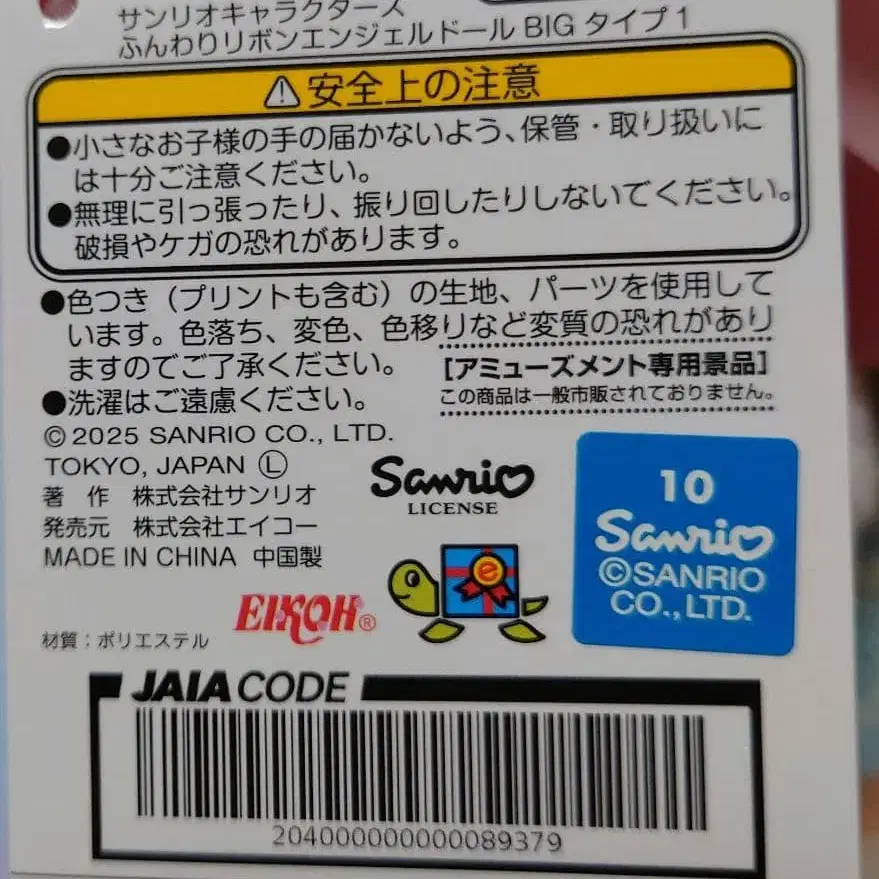 サンリオキャラクターズ
ふんわりリボンエンジェルドール BIG タイプ1
安全上の注意
●小さなお子様の手の届かないよう、保管・取り扱いに
は十分ご注意ください。
●無理に引っ張ったり、振り回したりしないでください。
破損やケガの恐れがあります。
●色つき（プリントも含む）の生地、パーツを使用して
います。色落ち、変色、色移りなど変質の恐れがあり
ますのでご了承ください。
●洗濯はご遠慮ください。
[アミューズメント専用景品]
この商品は一般市販されておりません。
© 2025 SANRIO CO., LTD.
TOKYO, JAPAN Ⓛ
著 作 株式会社サンリオ
発売元 株式会社エイコー
MADE IN CHINA 中国製
Sanrio
LICENSE
10
Sanrio
©SANRIO
CO.,LTD.
e
EIKOH®
材質：ポリエステル
JAIA CODE
204000000000089379